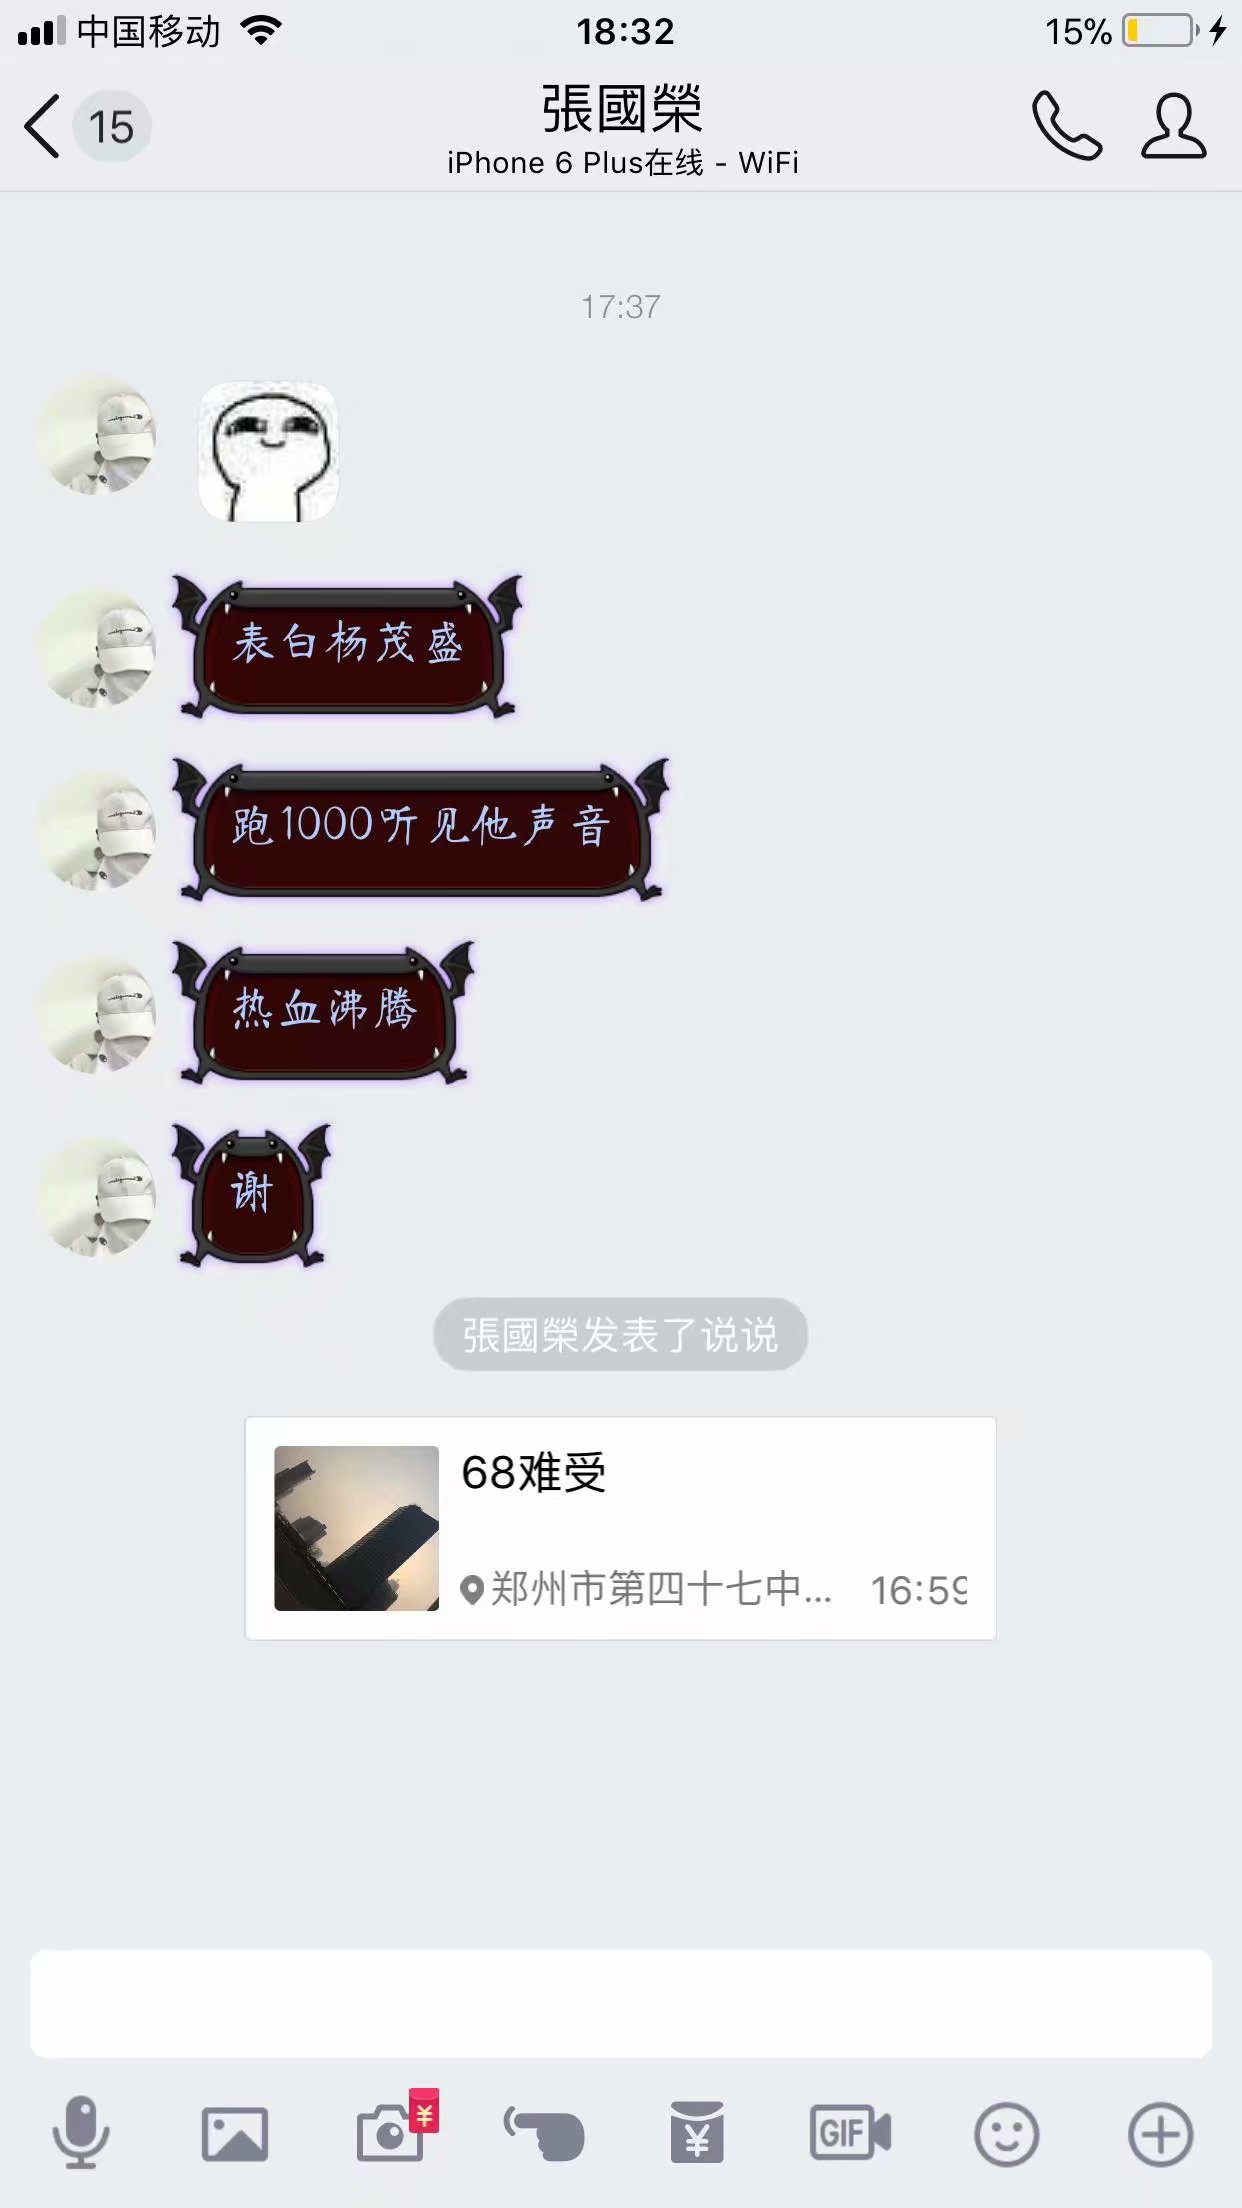 中国移动
18:32
15%
15
張國榮
iPhone 6 Plus在线 - WiFi
17:37
表白杨茂盛
跑1000听见他声音
热血沸腾
谢
張國榮发表了说说
68难受
郑州市第四十七中... 16:59
¥
¥
GIF